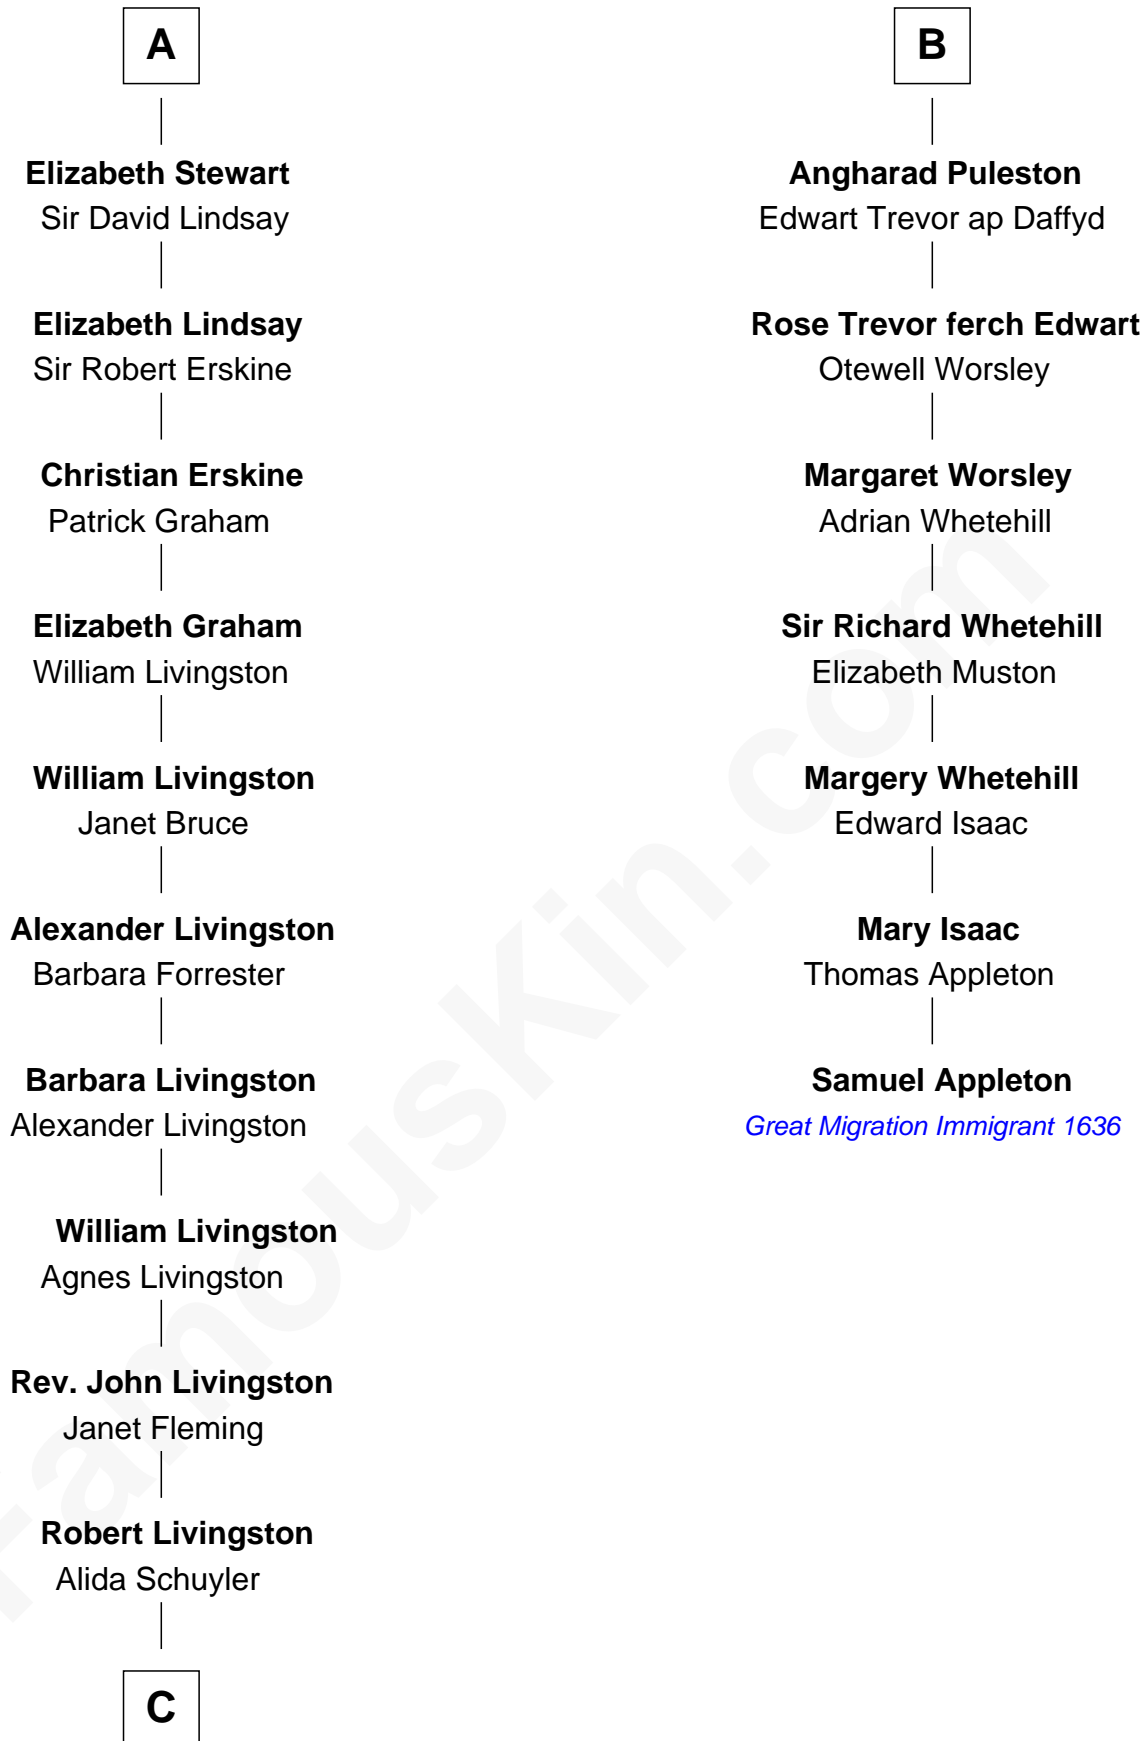 A
Elizabeth Stewart
Sir David Lindsay
Elizabeth Lindsay
Sir Robert Erskine
Christian Erskine
Patrick Graham
Elizabeth Graham
William Livingston
William Livingston
Janet Bruce
Alexander Livingston
Barbara Forrester
Barbara Livingston
Alexander Livingston
William Livingston
Agnes Livingston
Rev. John Livingston
Janet Fleming
Robert Livingston
Alida Schuyler
C
B
Angharad Puleston
Edwart Trevor ap Daffyd
Rose Trevor ferch Edwart
Otewell Worsley
Margaret Worsley
Adrian Whetehill
Sir Richard Whetehill
Elizabeth Muston
Margery Whetehill
Edward Isaac
Mary Isaac
Thomas Appleton
Samuel Appleton
Great Migration Immigrant 1636
FamousKin.com